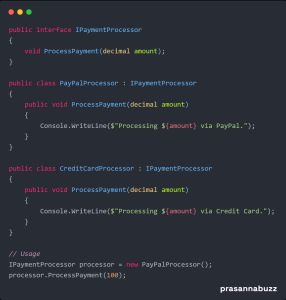 public interface IPaymentProcessor
{
    void ProcessPayment(decimal amount);
}

public class PayPalProcessor : IPaymentProcessor
{
    public void ProcessPayment(decimal amount)
    {
        Console.WriteLine($"Processing ${amount} via PayPal.");
    }
}

public class CreditCardProcessor : IPaymentProcessor
{
    public void ProcessPayment(decimal amount)
    {
        Console.WriteLine($"Processing ${amount} via Credit Card.");
    }
}

// Usage
IPaymentProcessor processor = new PayPalProcessor();
processor.ProcessPayment(100);
prasannabuzz